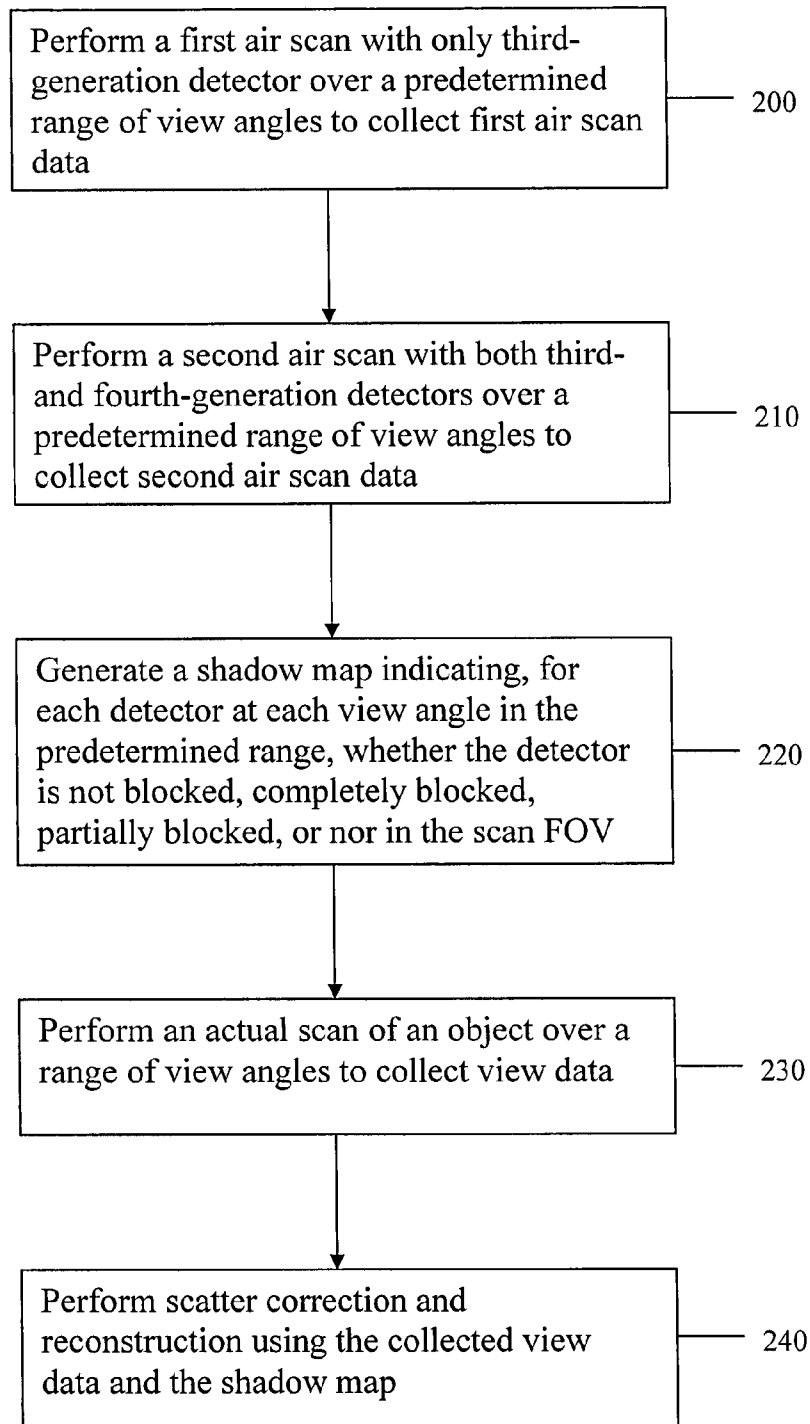 Perform a first air scan with only third-
generation detector over a predetermined
range of view angles to collect first air scan
data
200
Perform a second air scan with both third-
and fourth-generation detectors over a
predetermined range of view angles to
collect second air scan data
210
Generate a shadow map indicating, for
each detector at each view angle in the
predetermined range, whether the detector
is not blocked, completely blocked,
partially blocked, or nor in the scan FOV
220
Perform an actual scan of an object over a
range of view angles to collect view data
230
Perform scatter correction and
reconstruction using the collected view
data and the shadow map
240